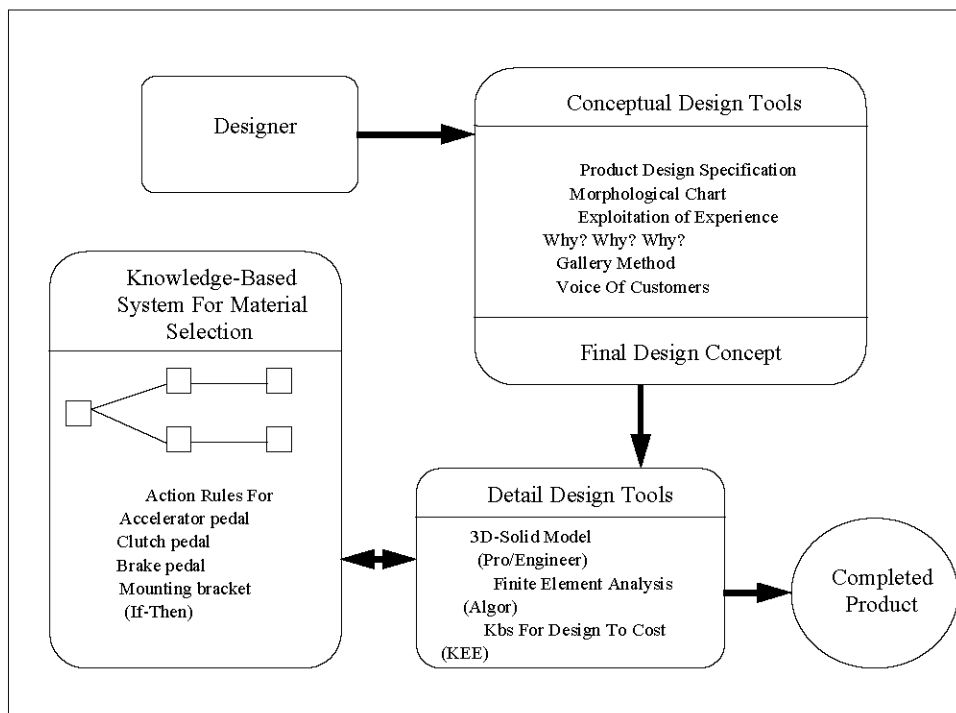 Designer
Conceptual Design Tools
Product Design Specification
Morphological Chart
Exploitation of Experience
Why? Why? Why?
Gallery Method
Voice Of Customers
Final Design Concept
Knowledge-Based
System For Material
Selection
Action Rules For
Accelerator pedal
Clutch pedal
Brake pedal
Mounting bracket
(If-Then)
Detail Design Tools
3D-Solid Model
(Pro/Engineer)
Finite Element Analysis
(Algor)
Kbs For Design To Cost
(KEE)
Completed
Product